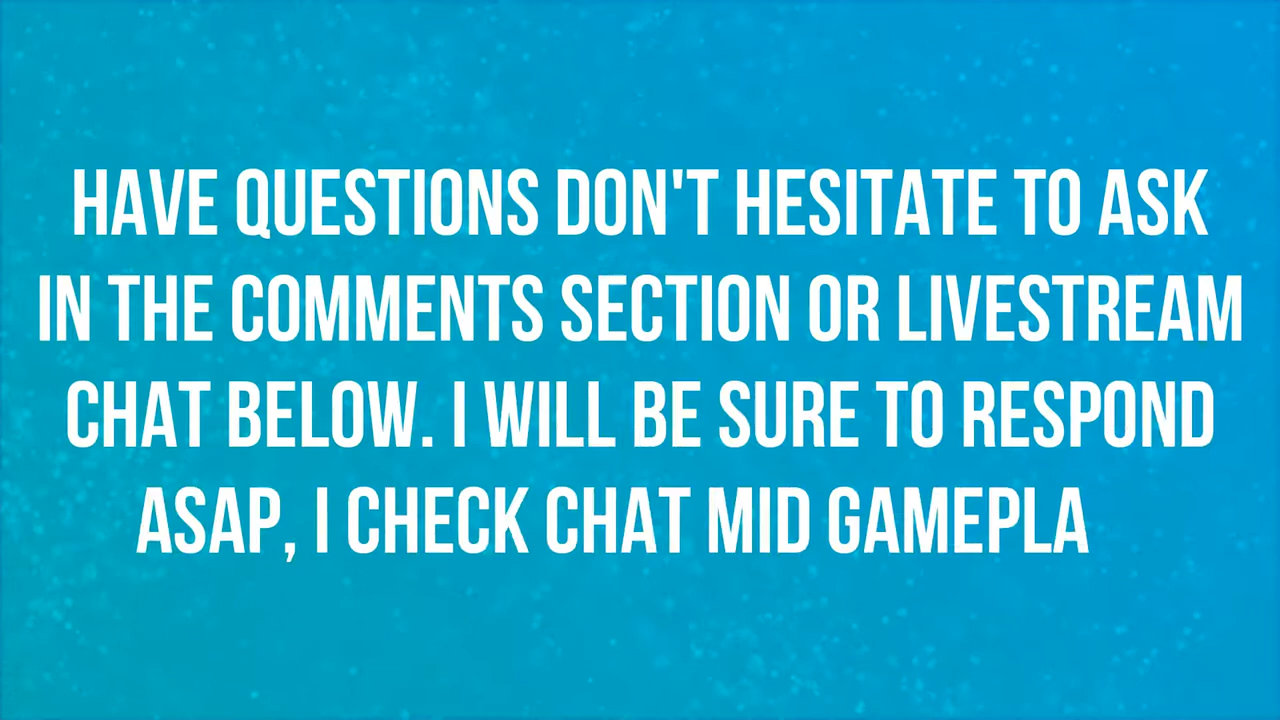 HAVE QUESTIONS DON'T HESITATE TO ASK
IN THE COMMENTS SECTION OR LIVESTREAM
CHAT BELOW. I WILL BE SURE TO RESPOND
ASAP, I CHECK CHAT MID GAMEPLA